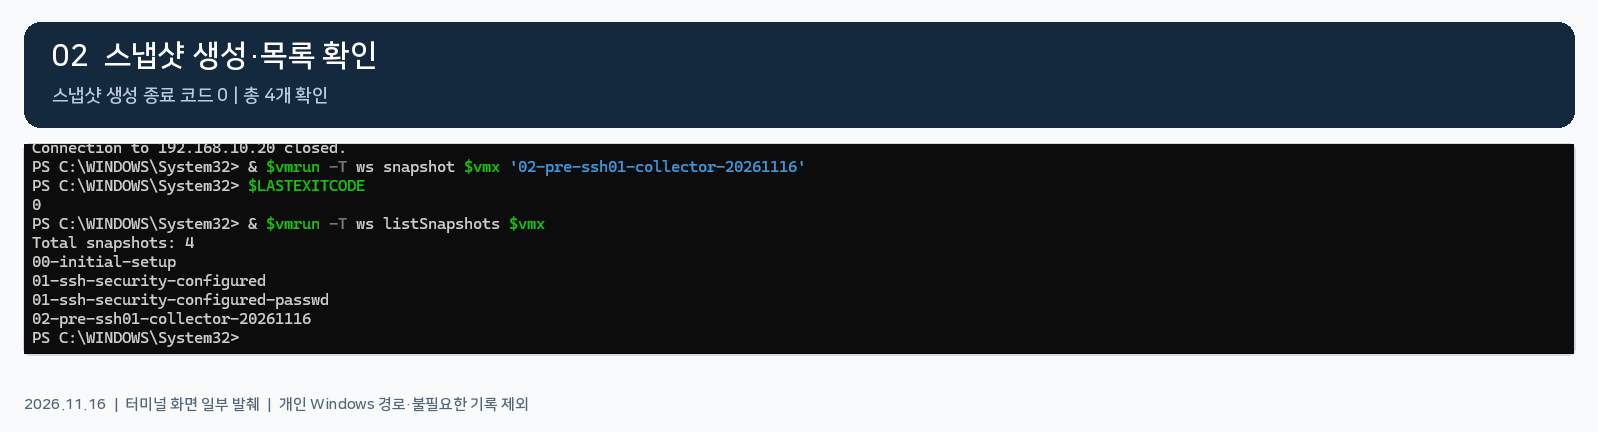 02 스냅샷 생성·목록 확인
스냅샷 생성 종료 코드 0 | 총 4개 확인
Connection to 192.168.10.20 closed.
PS C:\WINDOWS\System32> & $vmrun -T ws snapshot $vmx '02-pre-ssh01-collector-20261116'
PS C:\WINDOWS\System32> $LASTEXITCODE
0
PS C:\WINDOWS\System32> & $vmrun -T ws listSnapshots $vmx
Total snapshots: 4
00-initial-setup
01-ssh-security-configured
01-ssh-security-configured-passwd
02-pre-ssh01-collector-20261116
PS C:\WINDOWS\System32>
2026.11.16 | 터미널 화면 일부 발췌 | 개인 Windows 경로·불필요한 기록 제외